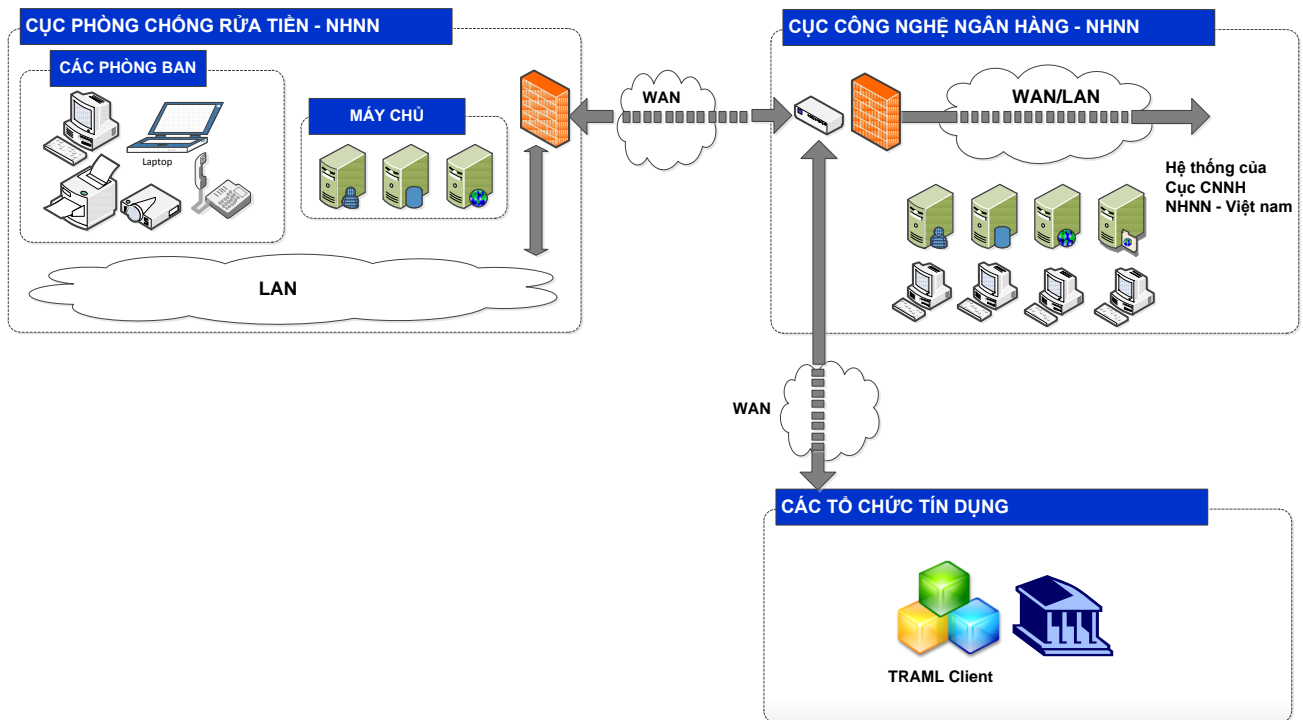 CỤC PHÒNG CHỐNG RỬA TIỀN - NHNN
CÁC PHÒNG BAN
Laptop
MÁY CHỦ
LAN
WAN
CỤC CÔNG NGHỆ NGÂN HÀNG - NHNN
WAN/LAN
Hệ thống của
Cục CNNH
NHNN - Việt nam
WAN
CÁC TỔ CHỨC TÍN DỤNG
TRAML Client